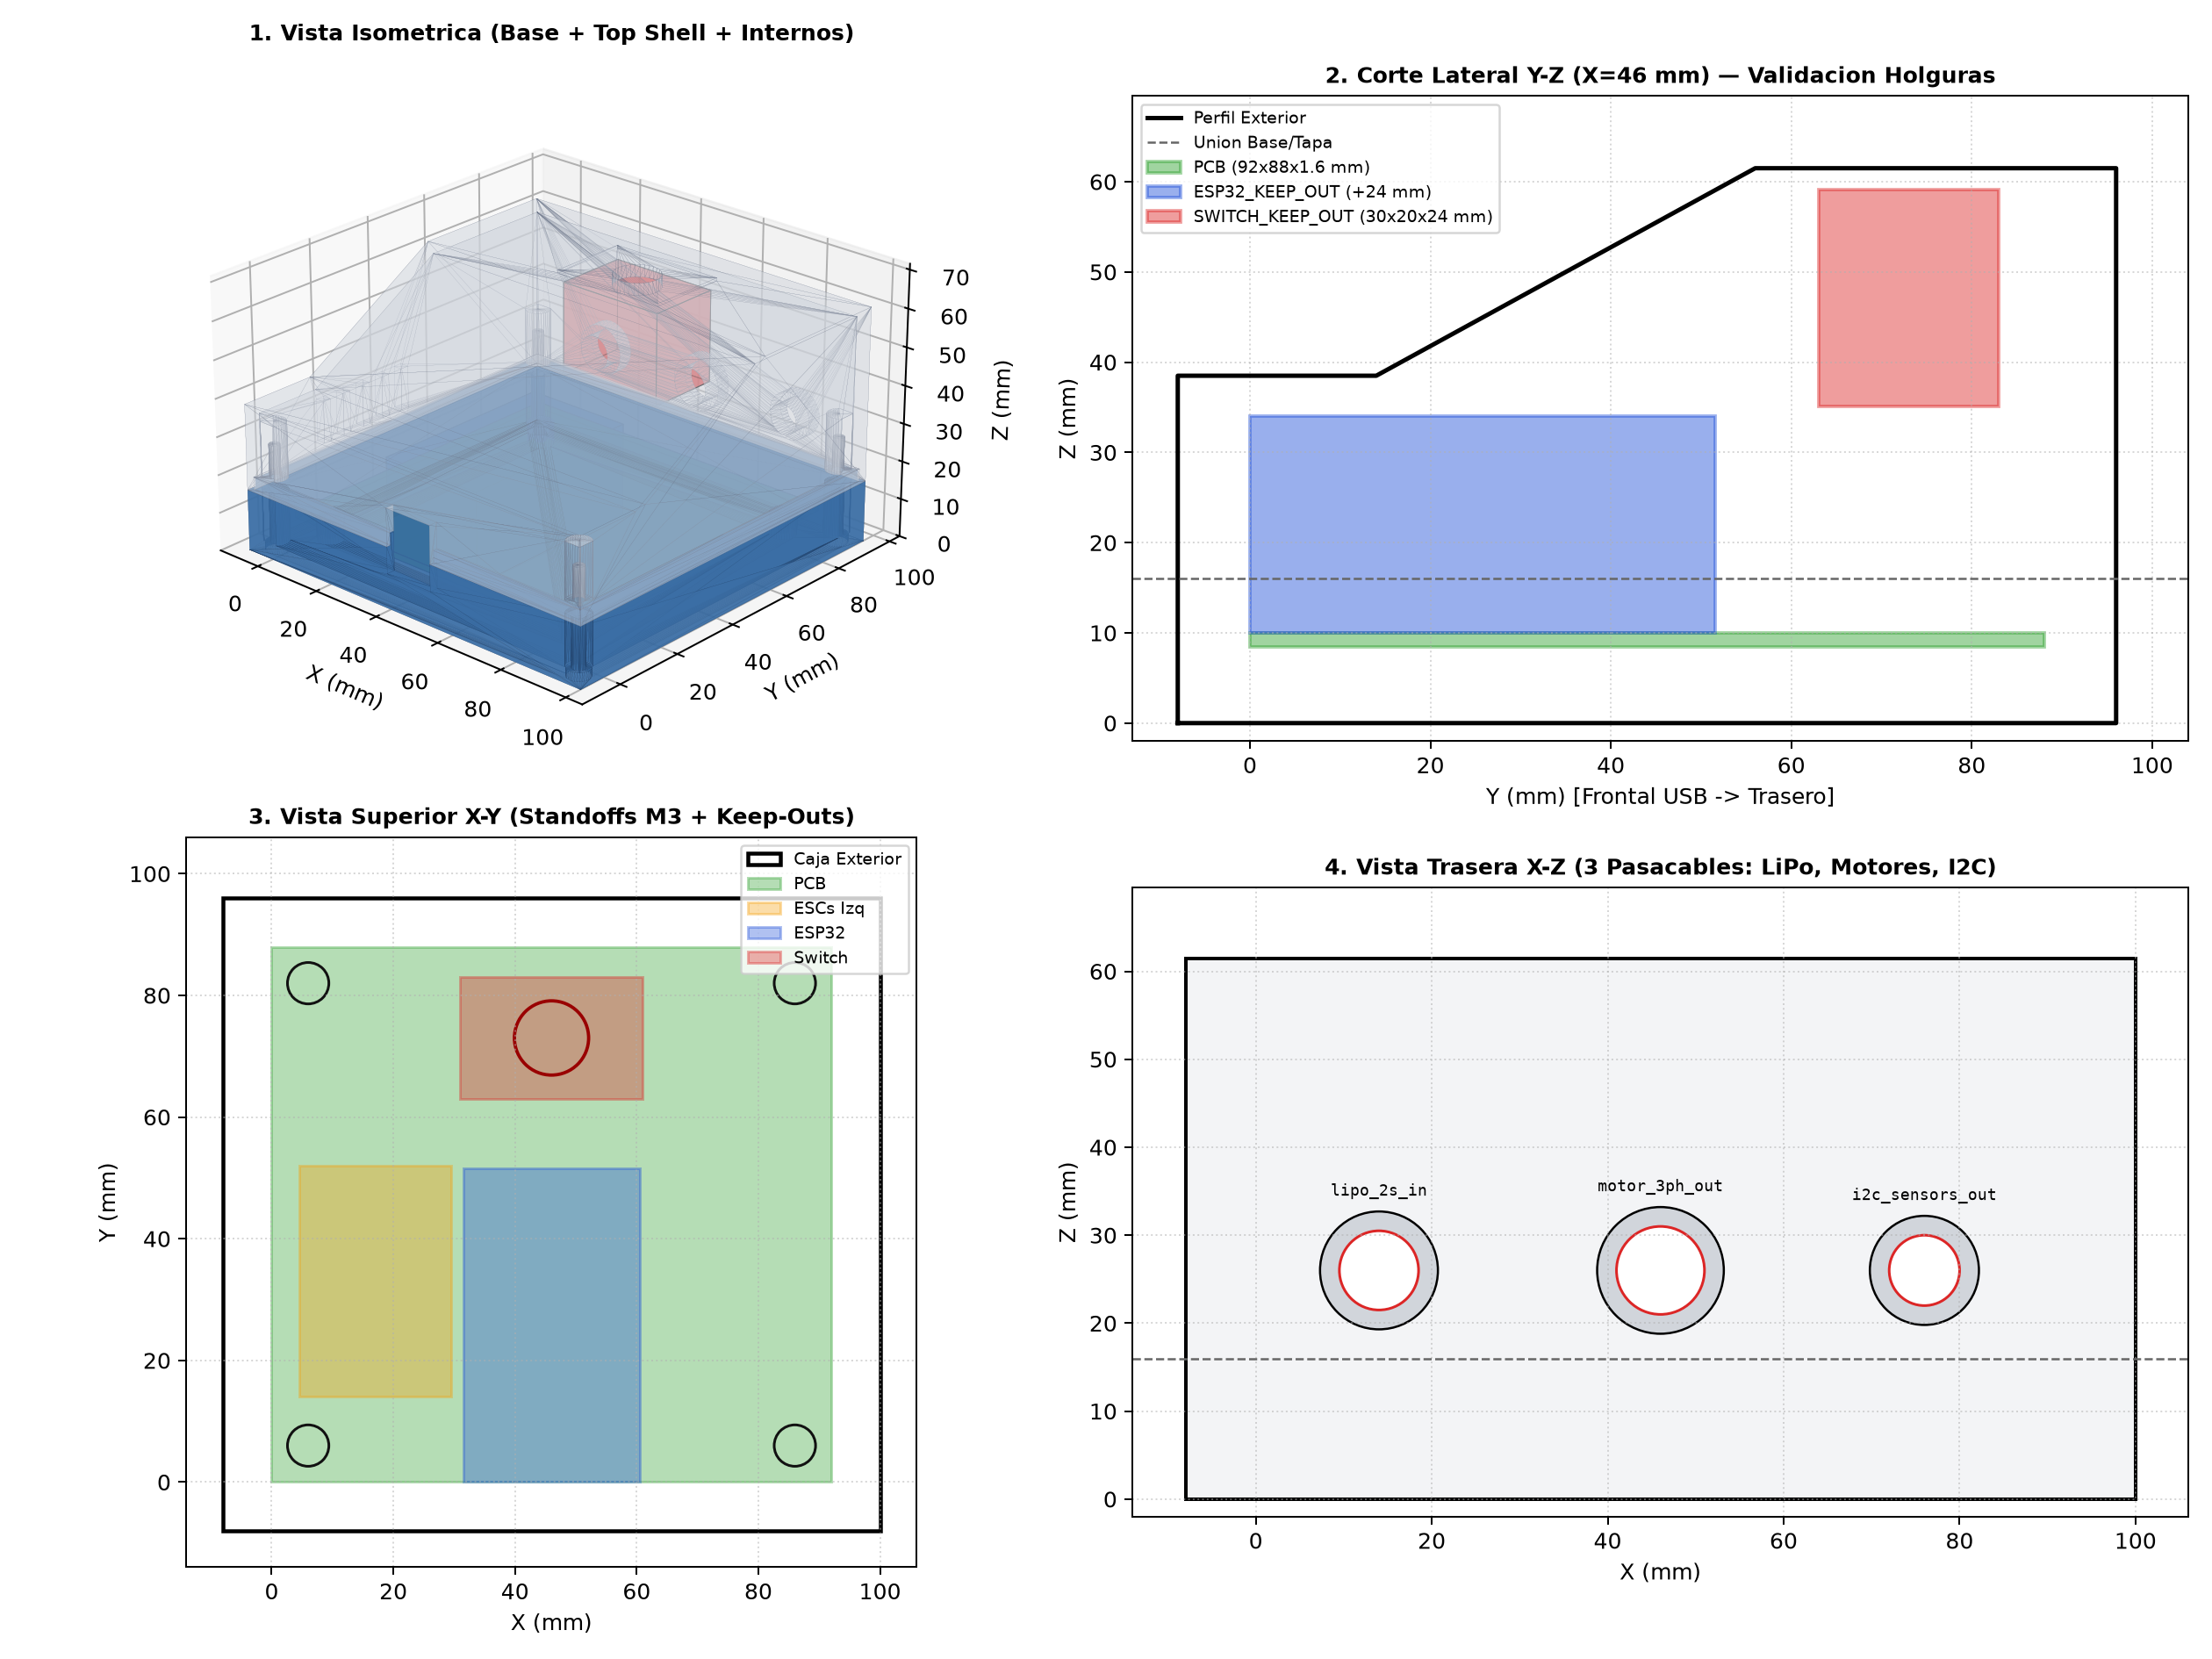 1. Vista Isometrica (Base + Top Shell + Internos)
70
60
50
40
30
20
10
0
Z (mm)
0
20
40
60
80
100
X (mm)
0
20
40
60
80
100
Y (mm)
2. Corte Lateral Y-Z (X=46 mm) — Validacion Holguras
Perfil Exterior
Union Base/Tapa
PCB (92x88x1.6 mm)
ESP32_KEEP_OUT (+24 mm)
SWITCH_KEEP_OUT (30x20x24 mm)
60
50
40
30
20
10
0
Z (mm)
0 20 40 60 80 100
Y (mm) [Frontal USB -> Trasero]
3. Vista Superior X-Y (Standoffs M3 + Keep-Outs)
Caja Exterior
PCB
ESCs Izq
ESP32
Switch
100
80
60
40
20
0
Y (mm)
0 20 40 60 80 100
X (mm)
4. Vista Trasera X-Z (3 Pasacables: LiPo, Motores, I2C)
60
50
40
30
20
10
0
Z (mm)
lipo_2s_in
motor_3ph_out
i2c_sensors_out
0 20 40 60 80 100
X (mm)